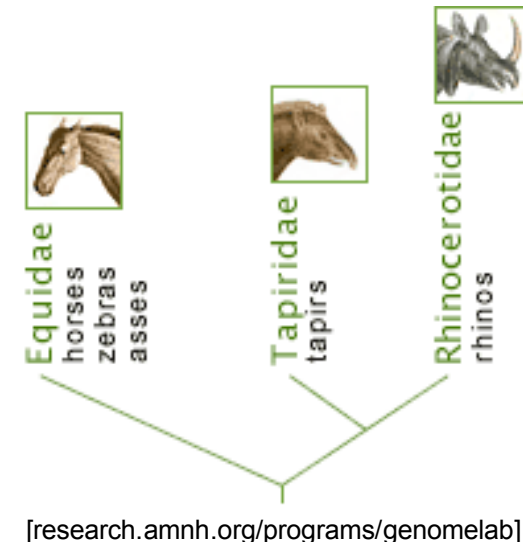 Equidae
horses
zebras
asses
Tapiridae
tapirs
Rhinocerotidae
rhinos
[research.amnh.org/programs/genomelab]